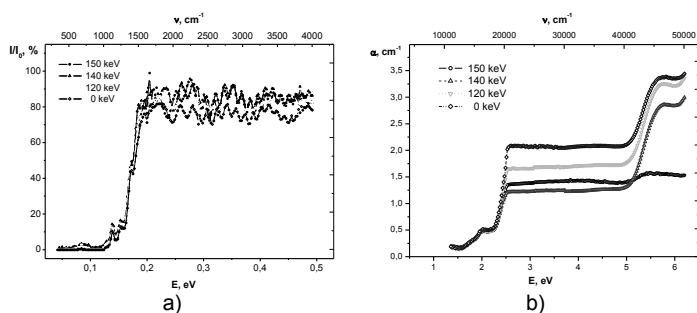 ν, cm⁻¹
500 1000 1500 2000 2500 3000 3500 4000
I/I₀, %
100
80
60
40
20
0
150 keV
140 keV
120 keV
0 keV
0,1 0,2 0,3 0,4 0,5
E, eV
a)
ν, cm⁻¹
10000 20000 30000 40000 50000
α, cm⁻¹
3,5
3,0
2,5
2,0
1,5
1,0
0,5
0,0
150 keV
140 keV
120 keV
0 keV
1 2 3 4 5 6
E, eV
b)